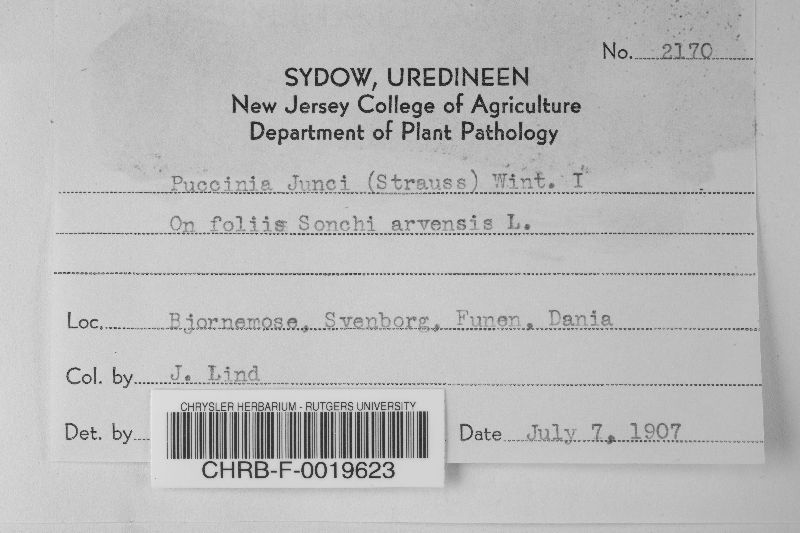 No. 2170
SYDOW, UREDINEEN
New Jersey College of Agriculture
Department of Plant Pathology
Puccinia Junci (Strauss) Wint. I
On foliis Sonchi arvensis L.
Loc. Bjornemose, Svenborg, Funen, Dania
Col. by J. Lind
Det. by
Date July 7, 1907
CHRYSLER HERBARIUM - RUTGERS UNIVERSITY
CHRB-F-0019623